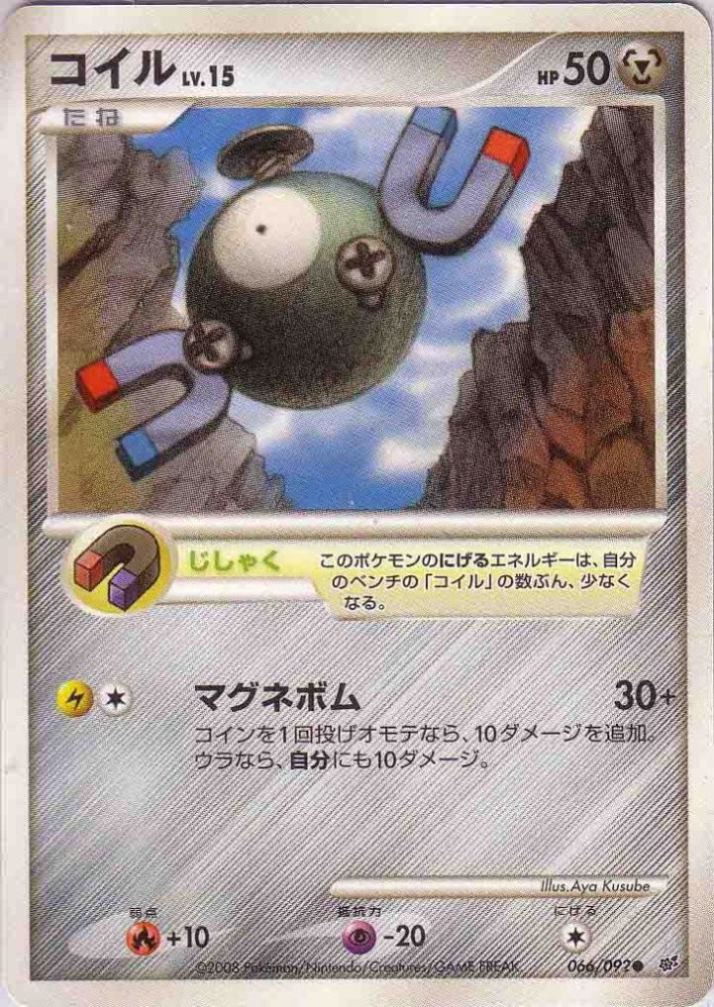 コイル LV.15 HP 50
たね
じしゃく このポケモンのにげるエネルギーは、自分
のベンチの「コイル」の数ぶん、少なく
なる。
マグネボム 30+
コインを1回投げオモテなら、10ダメージを追加。
ウラなら、自分にも10ダメージ。
Illus.Aya Kusube
弱点 抵抗力 にげる
+10 -20
©2008 Pokémon/Nintendo/Creatures/GAME FREAK. 066/092●